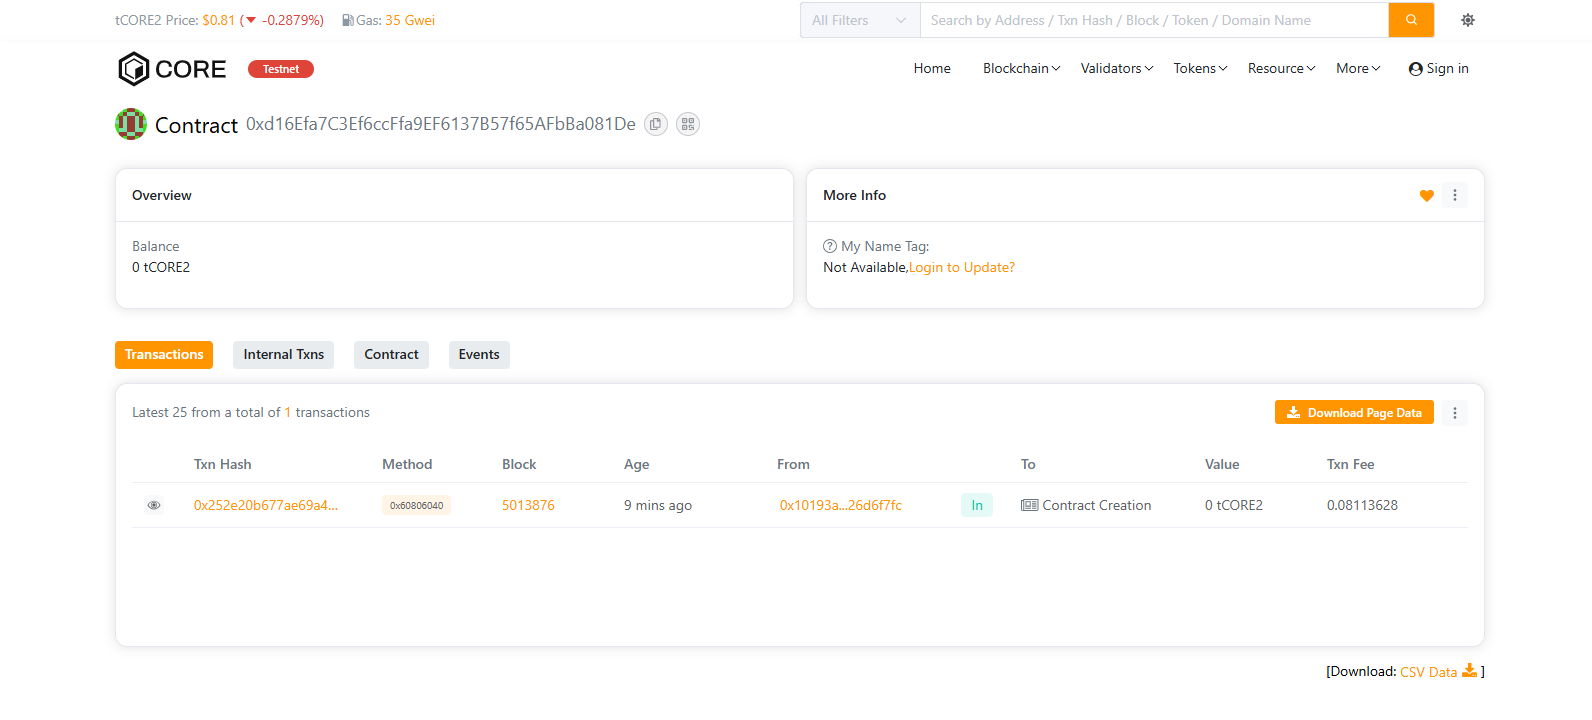 tCORE2 Price: $0.81 (▼ -0.2879%) Gas: 35 Gwei
All Filters Search by Address / Txn Hash / Block / Token / Domain Name
CORE Testnet Home Blockchain Validators Tokens Resource More Sign in
Contract 0xd16Efa7C3Ef6ccFfa9EF6137B57f65AFbBa081De
Overview
Balance
0 tCORE2
More Info
My Name Tag:
Not Available,Login to Update?
Transactions Internal Txns Contract Events
Latest 25 from a total of 1 transactions
Download Page Data
Txn Hash Method Block Age From To Value Txn Fee
0x252e20b677ae69a4... 0x60806040 5013876 9 mins ago 0x10193a...26d6f7fc In Contract Creation 0 tCORE2 0.08113628
[Download: CSV Data ]